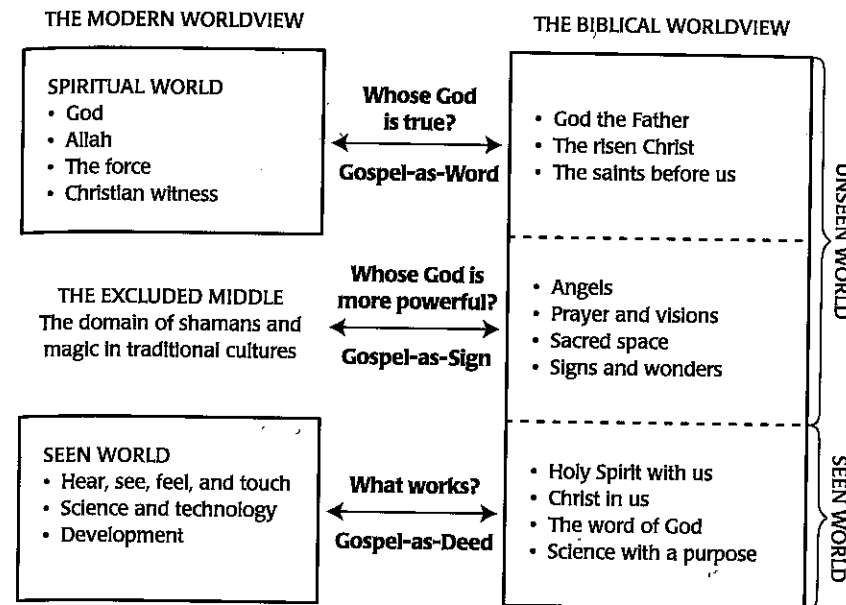 THE MODERN WORLDVIEW
THE BIBLICAL WORLDVIEW
SPIRITUAL WORLD
• God
• Allah
• The force
• Christian witness
Whose God
is true?
Gospel-as-Word
• God the Father
• The risen Christ
• The saints before us
UNSEEN WORLD
THE EXCLUDED MIDDLE
The domain of shamans and
magic in traditional cultures
Whose God is
more powerful?
Gospel-as-Sign
• Angels
• Prayer and visions
• Sacred space
• Signs and wonders
SEEN WORLD
• Hear, see, feel, and touch
• Science and technology
• Development
What works?
Gospel-as-Deed
• Holy Spirit with us
• Christ in us
• The word of God
• Science with a purpose
SEEN WORLD